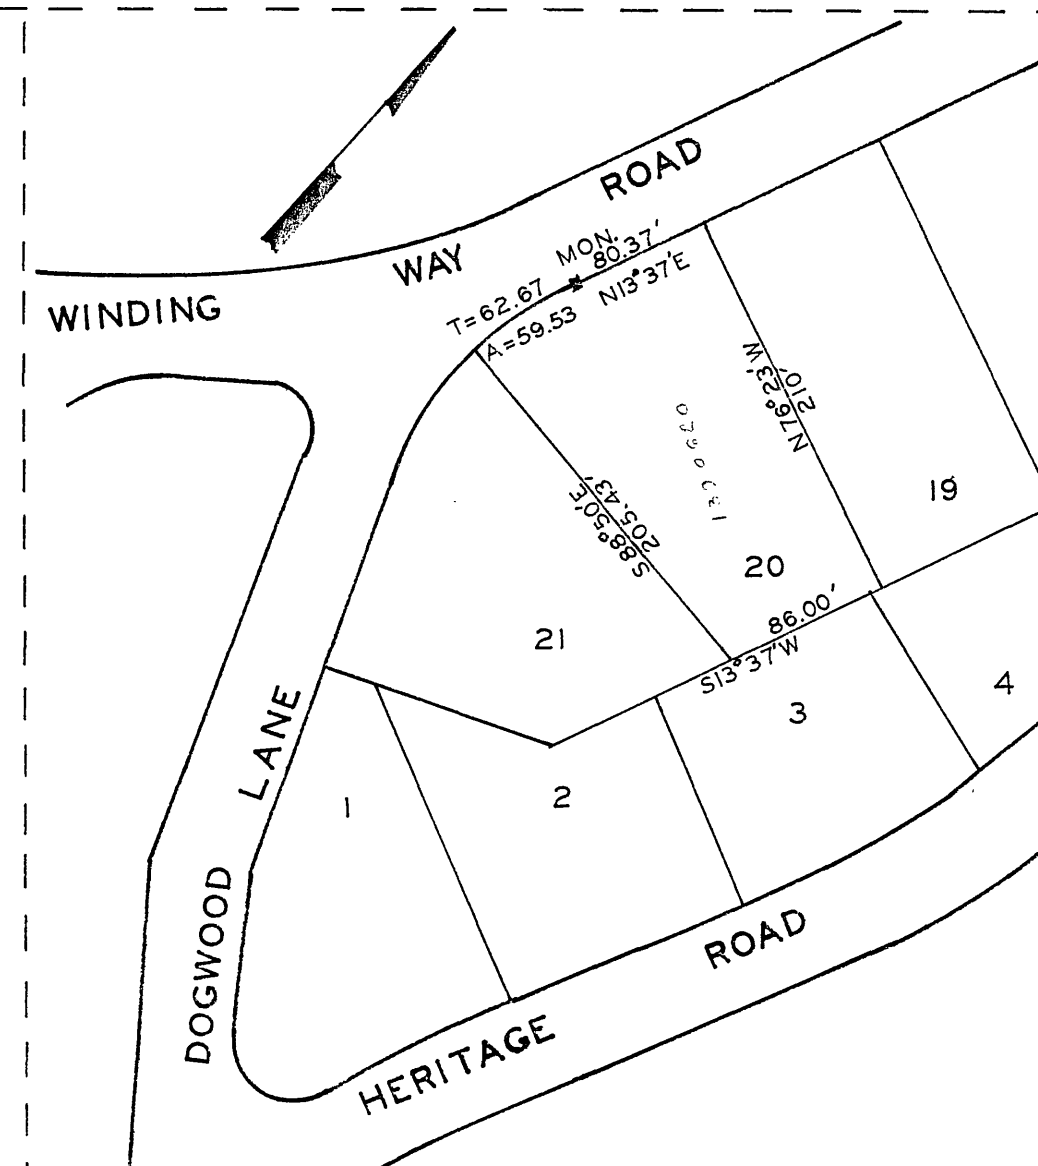 ROAD
MON.
80.37'
N13°37'E
WAY
WINDING
T=62.67
A=59.53
N76°23'W
210'
S88°50'E'
205.43'
1390620
19
20
86.00'
S13°37'W
21
3
4
LANE
1
2
DOGWOOD
ROAD
HERITAGE